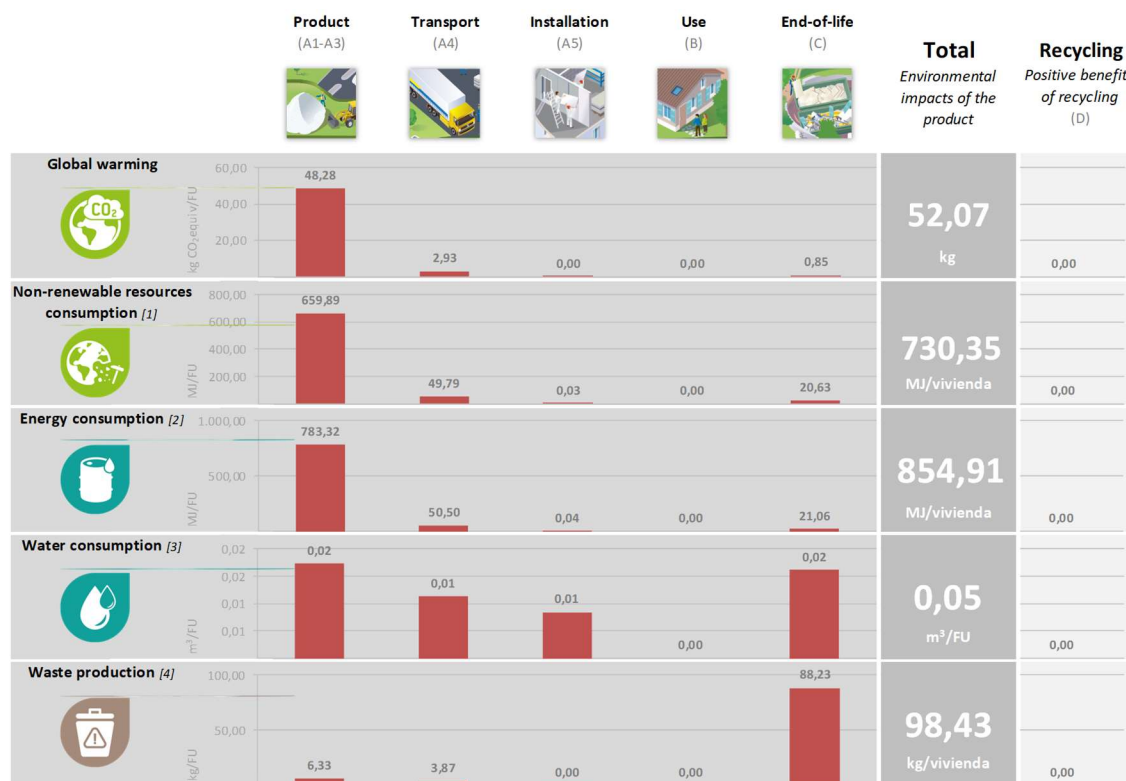 Product
(A1-A3)
Transport
(A4)
Installation
(A5)
Use
(B)
End-of-life
(C)
Total
Environmental
impacts of the
product
Recycling
Positive benefit
of recycling
(D)
Global warming
CO₂
kg CO₂equiv/FU
60,00
40,00
20,00
48,28
2,93
0,00
0,00
0,85
52,07
kg
0,00
Non-renewable resources
consumption [1]
MJ/FU
800,00
600,00
400,00
200,00
659,89
49,79
0,03
0,00
20,63
730,35
MJ/vivienda
0,00
Energy consumption [2]
MJ/FU
1.000,00
500,00
783,32
50,50
0,04
0,00
21,06
854,91
MJ/vivienda
0,00
Water consumption [3]
m³/FU
0,02
0,02
0,01
0,01
0,02
0,01
0,01
0,00
0,02
0,05
m³/FU
0,00
Waste production [4]
kg/FU
100,00
50,00
6,33
3,87
0,00
0,00
88,23
98,43
kg/vivienda
0,00